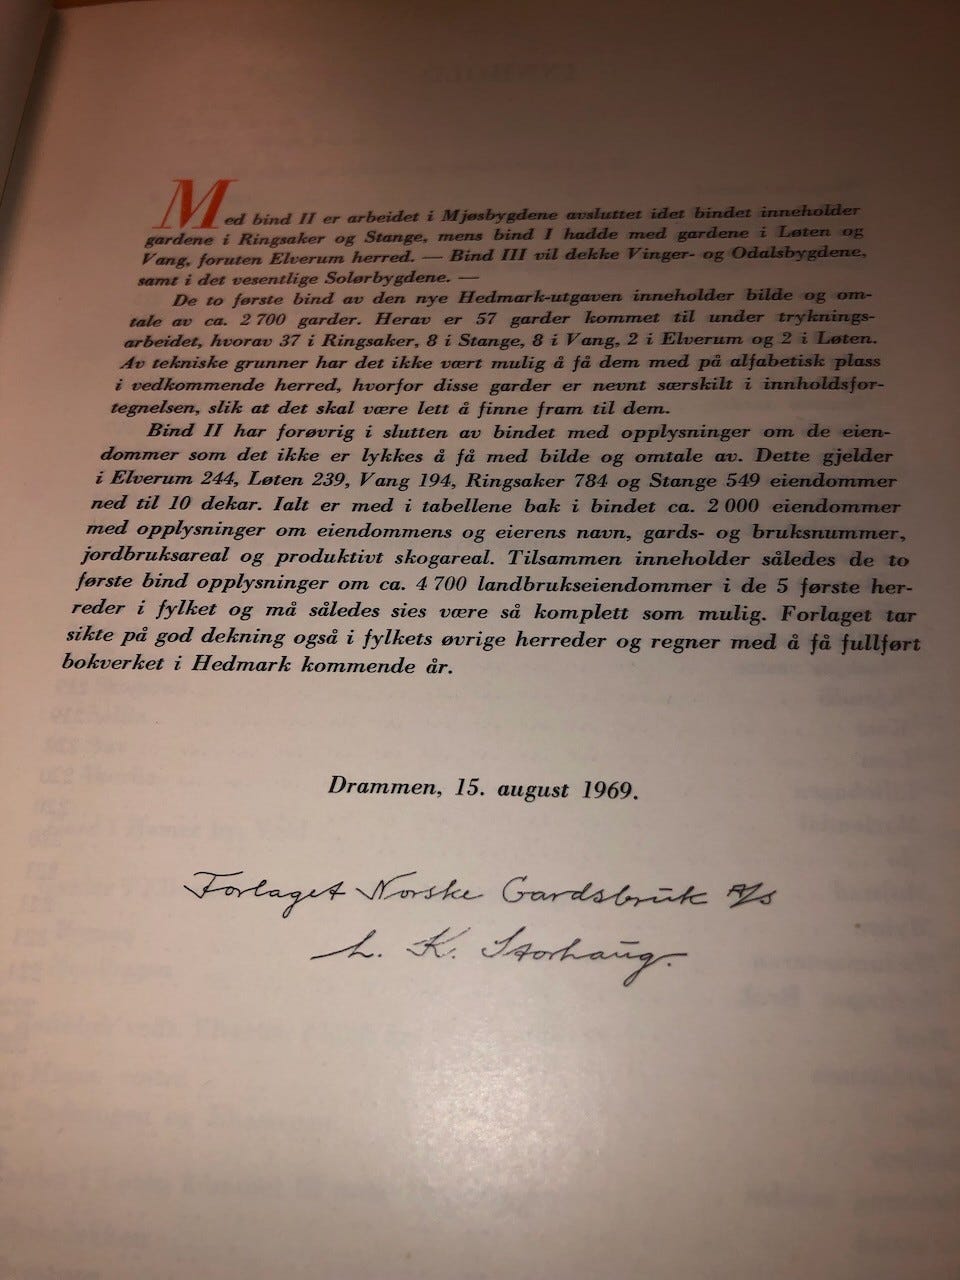 Med bind II er arbeidet i Mjøsbygdene avsluttet idet bindet inneholder
gardene i Ringsaker og Stange, mens bind I hadde med gardene i Løten og
Vang, foruten Elverum herred. — Bind III vil dekke Vinger- og Odalsbygdene,
samt i det vesentlige Solørbygdene. —
De to første bind av den nye Hedmark-utgaven inneholder bilde og om-
tale av ca. 2 700 garder. Herav er 57 garder kommet til under tryknings-
arbeidet, hvorav 37 i Ringsaker, 8 i Stange, 8 i Vang, 2 i Elverum og 2 i Løten.
Av tekniske grunner har det ikke vært mulig å få dem med på alfabetisk plass
i vedkommende herred, hvorfor disse garder er nevnt særskilt i innholdsfor-
tegnelsen, slik at det skal være lett å finne fram til dem.
Bind II har forøvrig i slutten av bindet med opplysninger om de eien-
dommer som det ikke er lykkes å få med bilde og omtale av. Dette gjelder
i Elverum 244, Løten 239, Vang 194, Ringsaker 784 og Stange 549 eiendommer
ned til 10 dekar. Ialt er med i tabellene bak i bindet ca. 2 000 eiendommer
med opplysninger om eiendommens og eierens navn, gards- og bruksnummer,
jordbruksareal og produktivt skogareal. Tilsammen inneholder således de to
første bind opplysninger om ca. 4 700 landbrukseiendommer i de 5 første her-
reder i fylket og må således sies være så komplett som mulig. Forlaget tar
sikte på god dekning også i fylkets øvrige herreder og regner med å få fullført
bokverket i Hedmark kommende år.
Drammen, 15. august 1969.
Forlaget Norske Gardsbruk A/s
L. K. Storhaug.